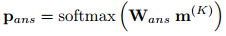 p_ans = softmax ( W_ans m^(K) )